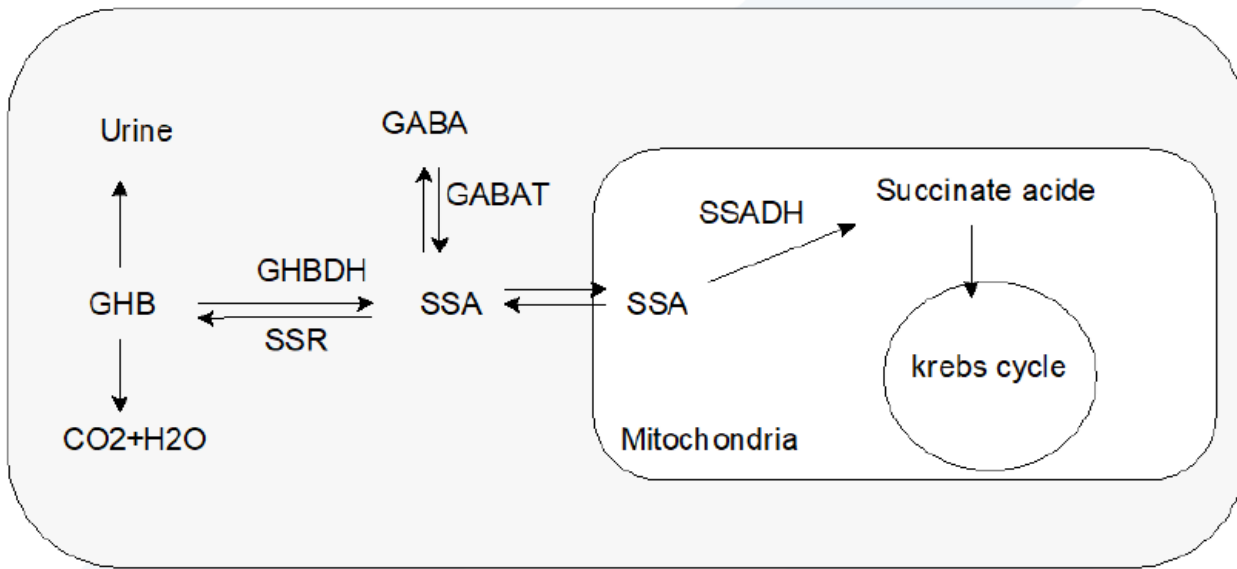 Urine
GABA
GABAT
SSADH
Succinate acide
GHB
GHBDH
SSR
SSA
SSA
krebs cycle
CO2+H2O
Mitochondria